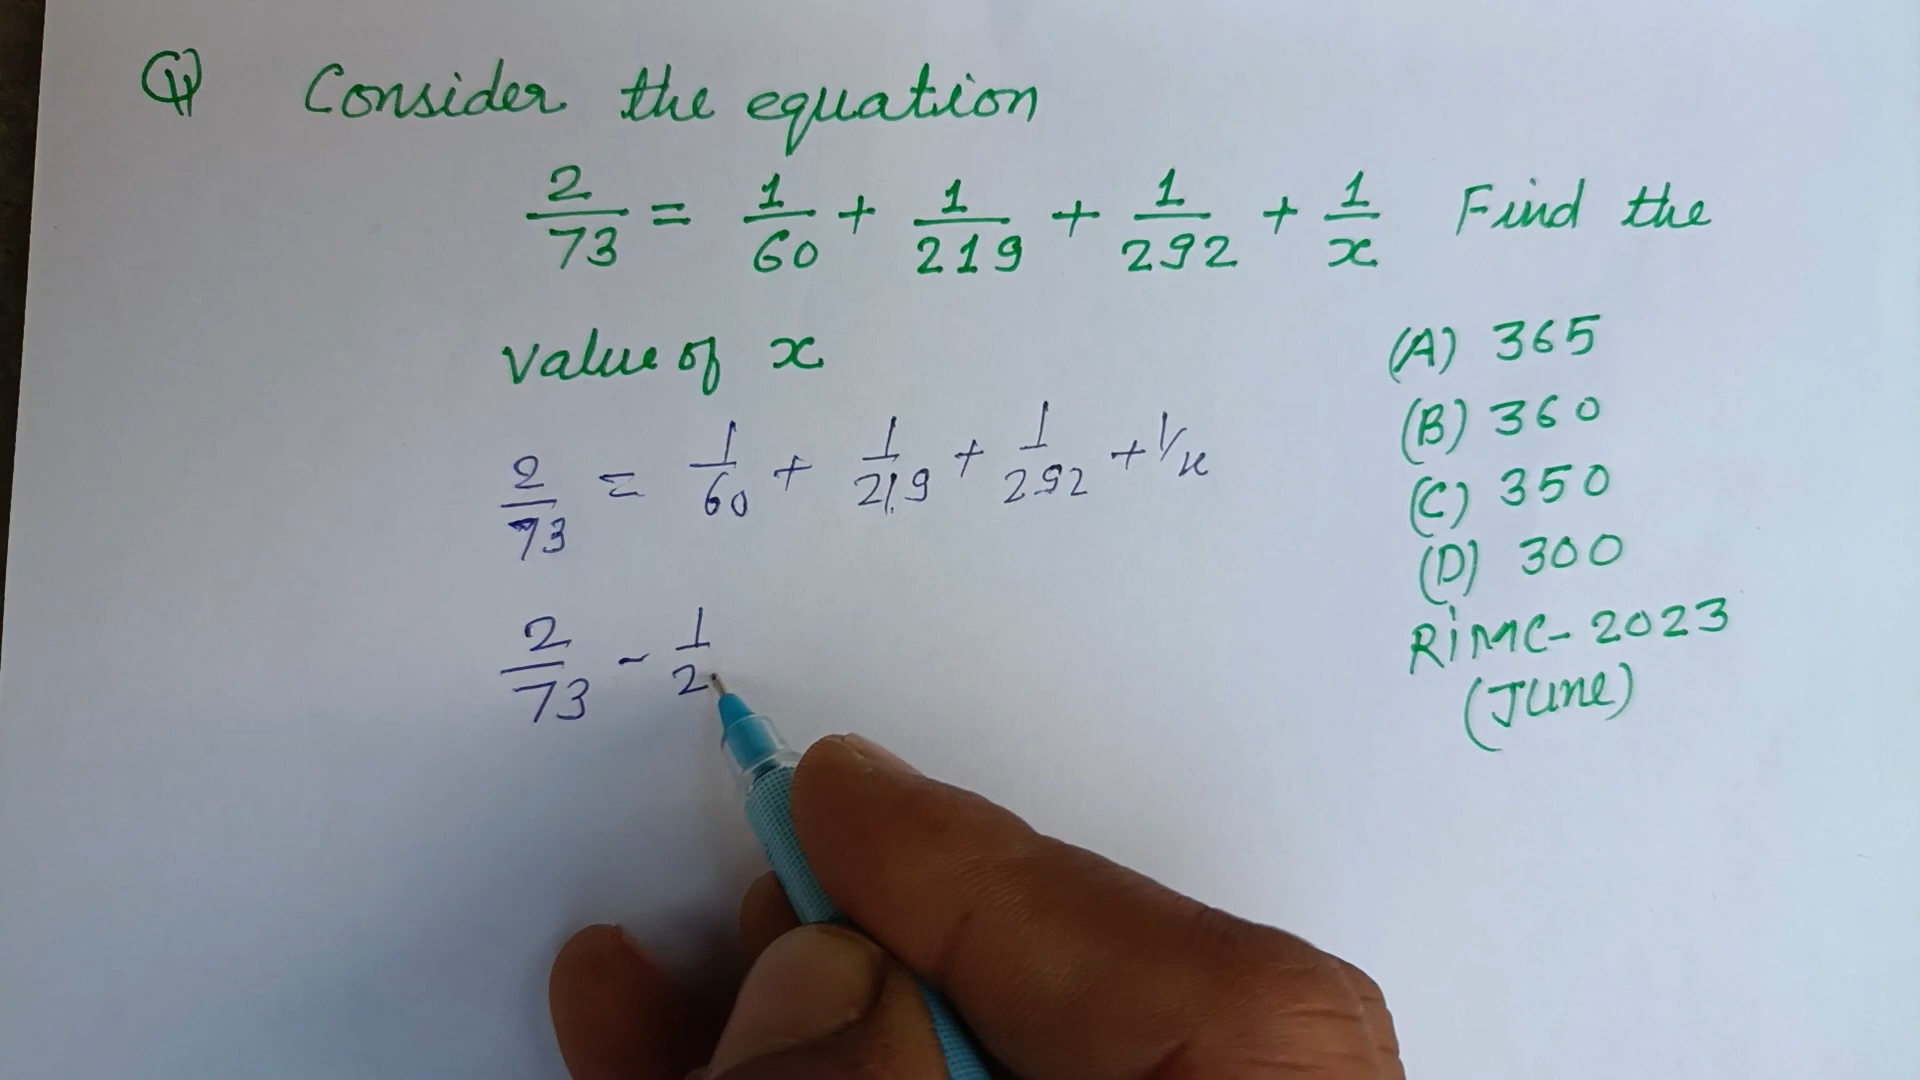 Q Consider the equation
2/73 = 1/60 + 1/219 + 1/292 + 1/x Find the
value of x
(A) 365
(B) 360
(C) 350
(D) 300
RIMC-2023
(June)
2/73 = 1/60 + 1/219 + 1/292 + 1/x
2/73 - 1/2